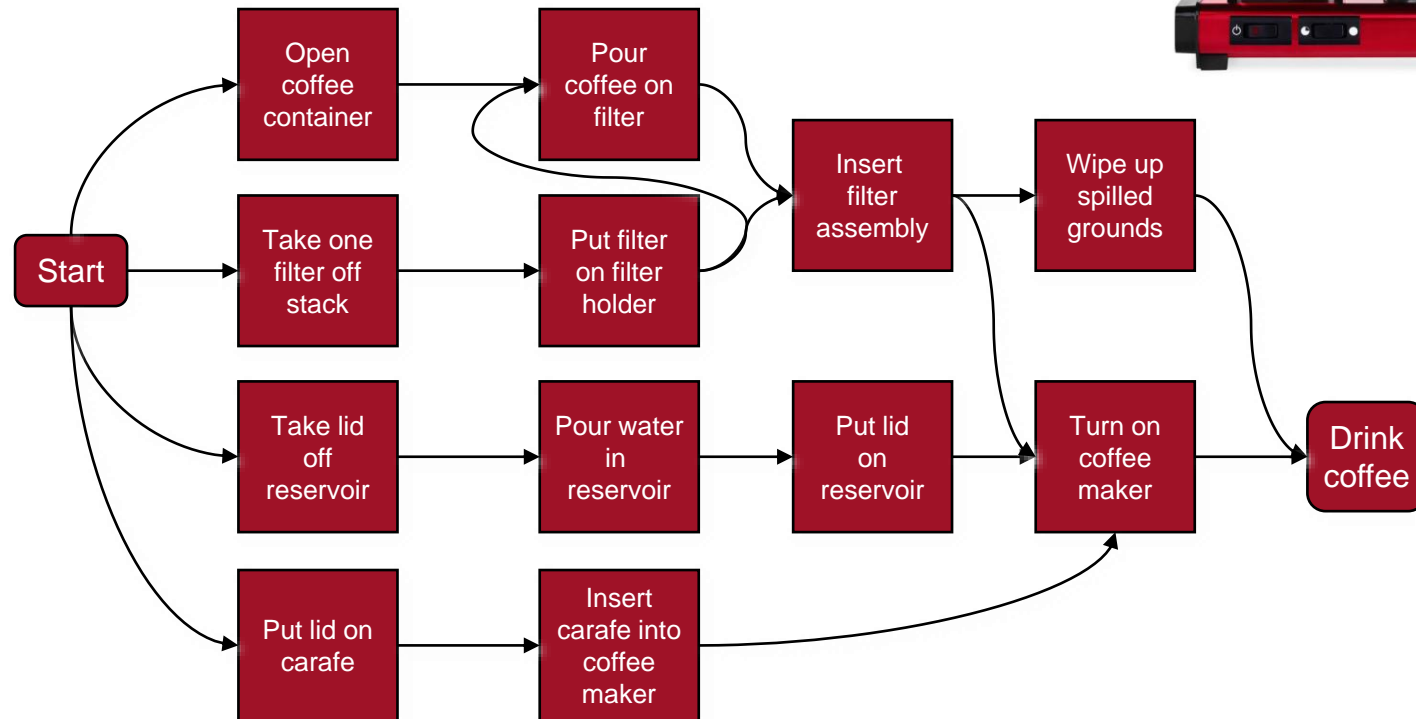 Open
coffee
container
Pour
coffee on
filter
Insert
filter
assembly
Wipe up
spilled
grounds
Start
Take one
filter off
stack
Put filter
on filter
holder
Take lid
off
reservoir
Pour water
in
reservoir
Put lid
on
reservoir
Turn on
coffee
maker
Drink
coffee
Put lid on
carafe
Insert
carafe into
coffee
maker